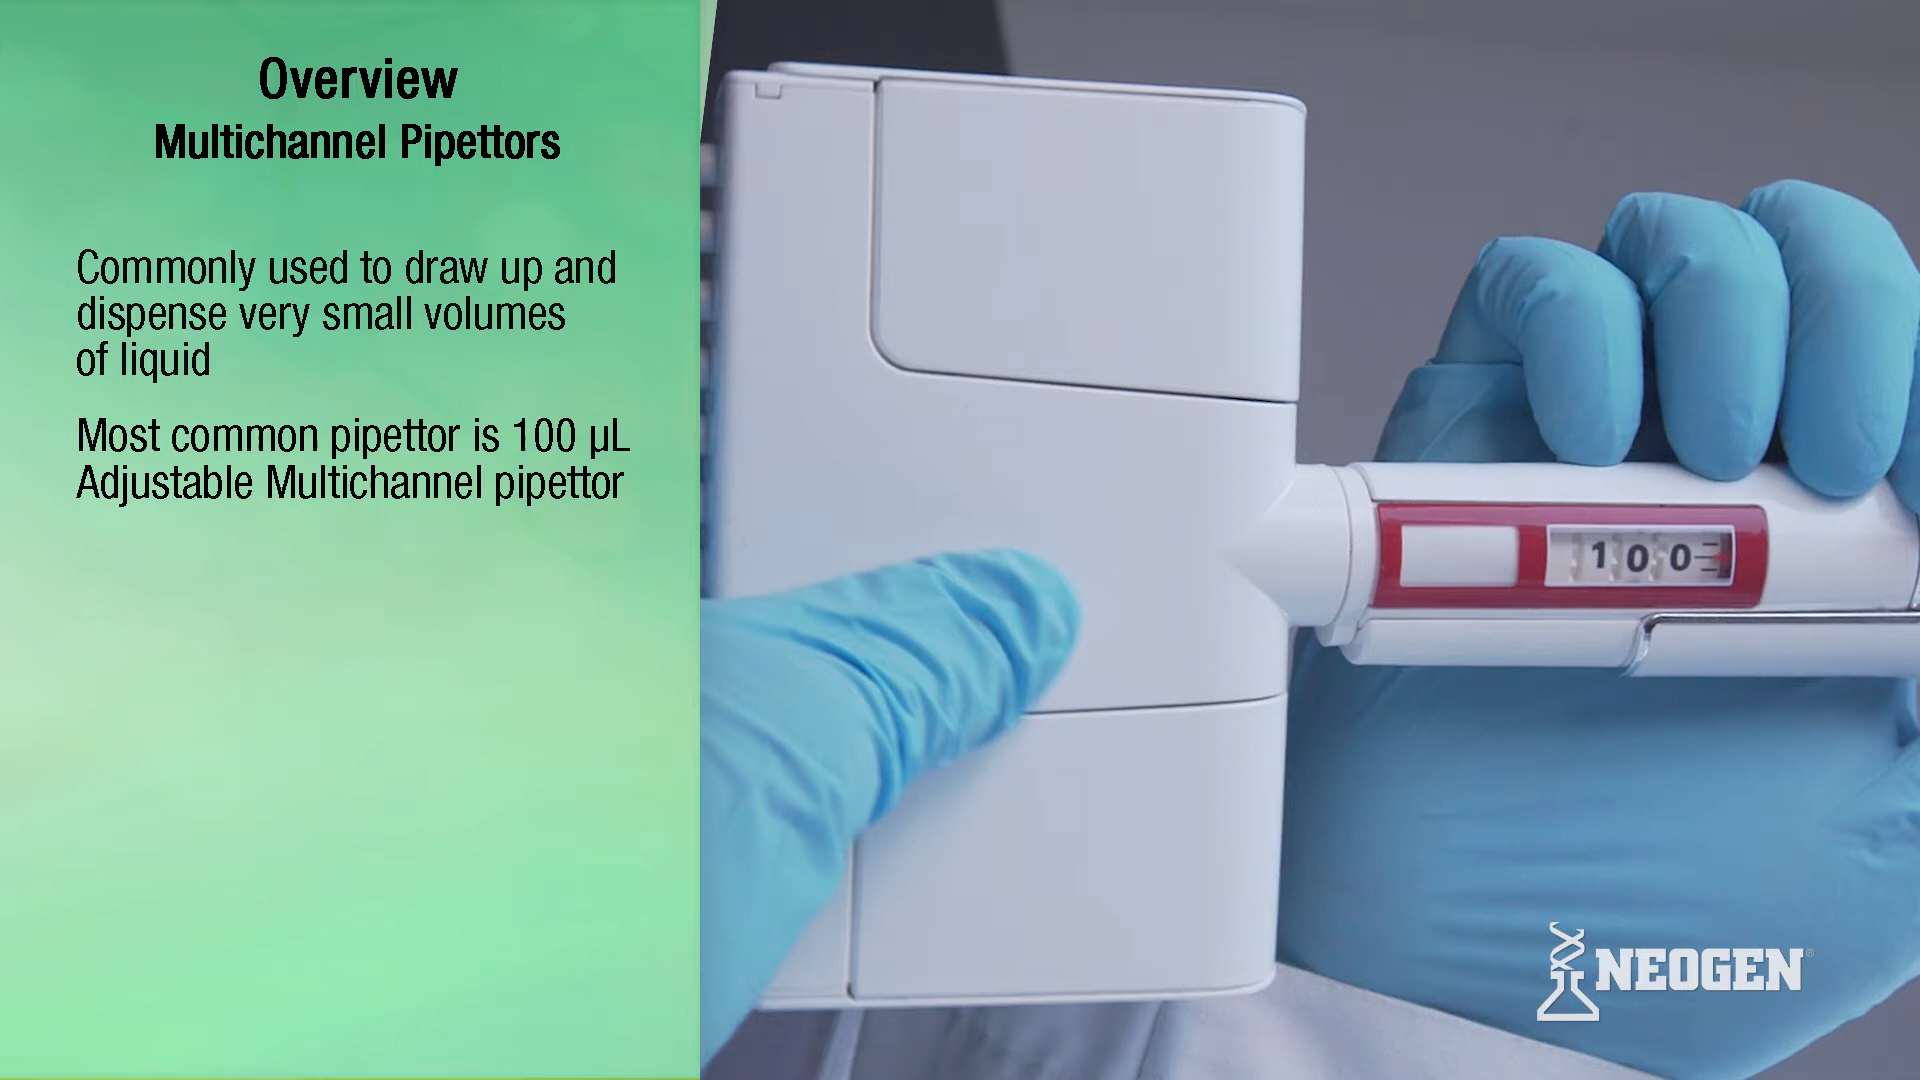 Overview
Multichannel Pipettors
Commonly used to draw up and
dispense very small volumes
of liquid
Most common pipettor is 100 µL
Adjustable Multichannel pipettor
100
NEOGEN®